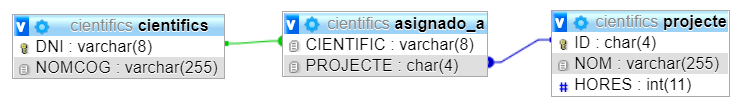 cientifics cientifics
DNI : varchar(8)
NOMCOG : varchar(255)
cientifics asignado_a
CIENTIFIC : varchar(8)
PROJECTE : char(4)
cientifics projecte
ID : char(4)
NOM : varchar(255)
# HORES : int(11)